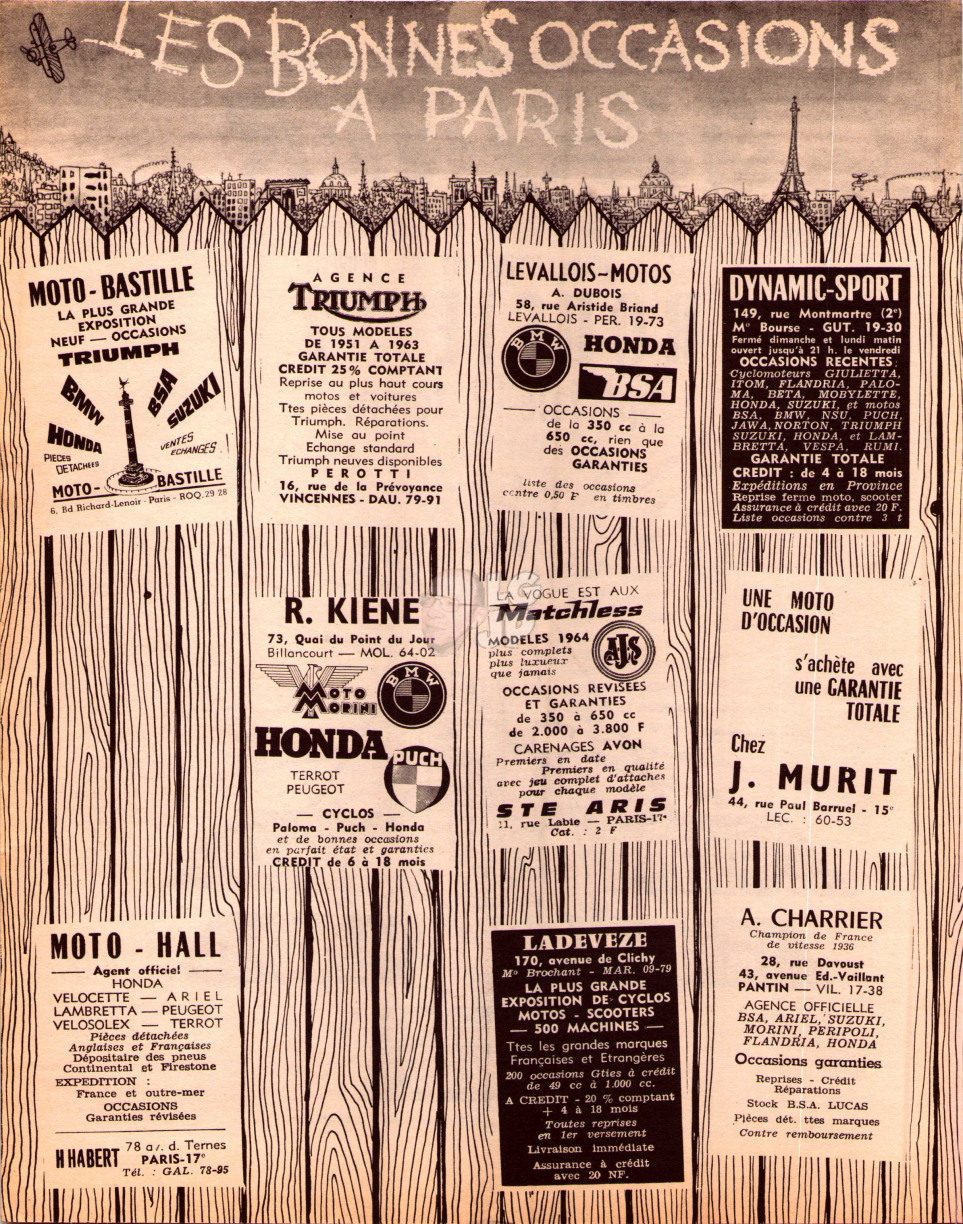 LES BONNES OCCASIONS
A PARIS
MOTO - BASTILLE
LA PLUS GRANDE
EXPOSITION
NEUF — OCCASIONS
TRIUMPH
BMW
BSA
SUZUKI
HONDA
PIECES
DETACHEES
VENTES
ECHANGES.
MOTO- BASTILLE
6, Bd Richard-Lenoir - Paris - ROQ.29-28
AGENCE
TRIUMPH
TOUS MODELES
DE 1951 A 1963
GARANTIE TOTALE
CREDIT 25% COMPTANT
Reprise au plus haut cours
motos et voitures
Ttes pièces détachées pour
Triumph. Réparations.
Mise au point
Echange standard
Triumph neuves disponibles
PEROTTI
16, rue de la Prévoyance
VINCENNES - DAU. 79-91
LEVALLOIS-MOTOS
A. DUBOIS
58, rue Aristide Briand
LEVALLOIS - PER. 19-73
BMW
HONDA
BSA
— OCCASIONS —
de la 350 cc à la
650 cc, rien que
des OCCASIONS
GARANTIES
liste des occasions
contre 0,50 F en timbres
DYNAMIC-SPORT
149, rue Montmartre (2e)
Mo Bourse - GUT. 19-30
Fermé dimanche et lundi matin
ouvert jusqu'à 21 h. le vendredi
OCCASIONS RECENTES
Cyclomoteurs GIULIETTA,
ITOM, FLANDRIA, PALO-
MA, BETA, MOBYLETTE,
HONDA, SUZUKI, et motos
BSA, BMW, NSU, PUCH,
JAWA, NORTON, TRIUMPH
SUZUKI, HONDA, et LAM-
BRETTA, VESPA, RUMI.
GARANTIE TOTALE
CREDIT : de 4 à 18 mois
Expéditions en Province
Reprise ferme moto, scooter
Assurance à crédit avec 20 F.
Liste occasions contre 3 t
R. KIENE
73, Quai du Point du Jour
Billancourt — MOL. 64-02
MOTO
MORINI
BMW
HONDA
PUCH
TERROT
PEUGEOT
— CYCLOS —
Paloma - Puch - Honda
et de bonnes occasions
en parfait état et garanties
CREDIT de 6 à 18 mois
LA VOGUE EST AUX
Matchless
MODELES 1964
plus complets
plus luxueux
que jamais
AJS
OCCASIONS REVISEES
ET GARANTIES
de 350 à 650 cc
de 2.000 à 3.800 F
CARENAGES AVON
Premiers en date
Premiers en qualité
avec jeu complet d'attaches
pour chaque modèle
STE ARIS
11, rue Labie — PARIS-17e
Cat. : 2 F
UNE MOTO
D'OCCASION
s'achète avec
une GARANTIE
TOTALE
Chez
J. MURIT
44, rue Paul Barruel - 15e
LEC. : 60-53
MOTO - HALL
— Agent officiel —
HONDA
VELOCETTE — ARIEL
LAMBRETTA — PEUGEOT
VELOSOLEX — TERROT
Pièces détachées
Anglaises et Françaises
Dépositaire des pneus
Continental et Firestone
EXPEDITION :
France et outre-mer
OCCASIONS
Garanties révisées
H HABERT
78 av. d. Ternes
PARIS-17e
Tél. : GAL. 78-95
LADEVEZE
170, avenue de Clichy
Mo Brochant - MAR. 09-79
LA PLUS GRANDE
EXPOSITION DE CYCLOS
MOTOS - SCOOTERS
— 500 MACHINES —
Ttes les grandes marques
Françaises et Etrangères
200 occasions Gties à crédit
de 49 cc à 1.000 cc.
A CREDIT - 20 % comptant
+ 4 à 18 mois
Toutes reprises
en 1er versement
Livraison immédiate
Assurance à crédit
avec 20 NF.
A. CHARRIER
Champion de France
de vitesse 1936
28, rue Davoust
43, avenue Ed.-Vaillant
PANTIN — VIL. 17-38
AGENCE OFFICIELLE
BSA, ARIEL, SUZUKI,
MORINI, PERIPOLI,
FLANDRIA, HONDA
Occasions garanties
Reprises - Crédit
Réparations
Stock B.S.A. LUCAS
Pièces dét. ttes marques
Contre remboursement